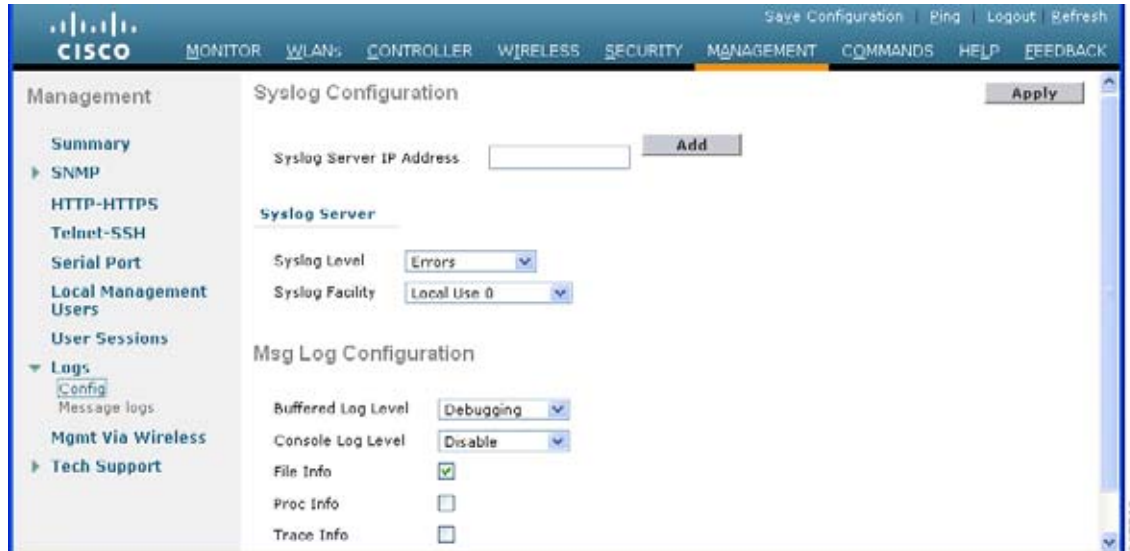 Save Configuration | Ping | Logout | Refresh
CISCO
MONITOR WLANs CONTROLLER WIRELESS SECURITY MANAGEMENT COMMANDS HELP FEEDBACK
Management
Summary
SNMP
HTTP-HTTPS
Telnet-SSH
Serial Port
Local Management
Users
User Sessions
Logs
Config
Message logs
Mgmt Via Wireless
Tech Support
Syslog Configuration
Apply
Syslog Server IP Address
Add
Syslog Server
Syslog Level Errors
Syslog Facility Local Use 0
Msg Log Configuration
Buffered Log Level Debugging
Console Log Level Disable
File Info
Proc Info
Trace Info